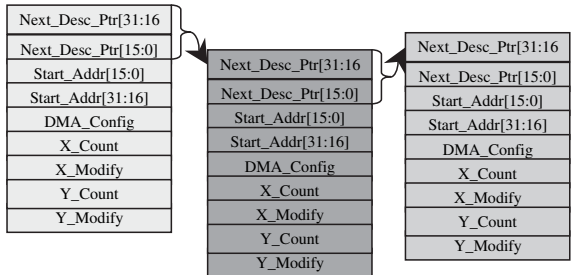 Next_Desc_Ptr[31:16
Next_Desc_Ptr[15:0]
Start_Addr[15:0]
Start_Addr[31:16]
DMA_Config
X_Count
X_Modify
Y_Count
Y_Modify
Next_Desc_Ptr[31:16
Next_Desc_Ptr[15:0]
Start_Addr[15:0]
Start_Addr[31:16]
DMA_Config
X_Count
X_Modify
Y_Count
Y_Modify
Next_Desc_Ptr[31:16
Next_Desc_Ptr[15:0]
Start_Addr[15:0]
Start_Addr[31:16]
DMA_Config
X_Count
X_Modify
Y_Count
Y_Modify